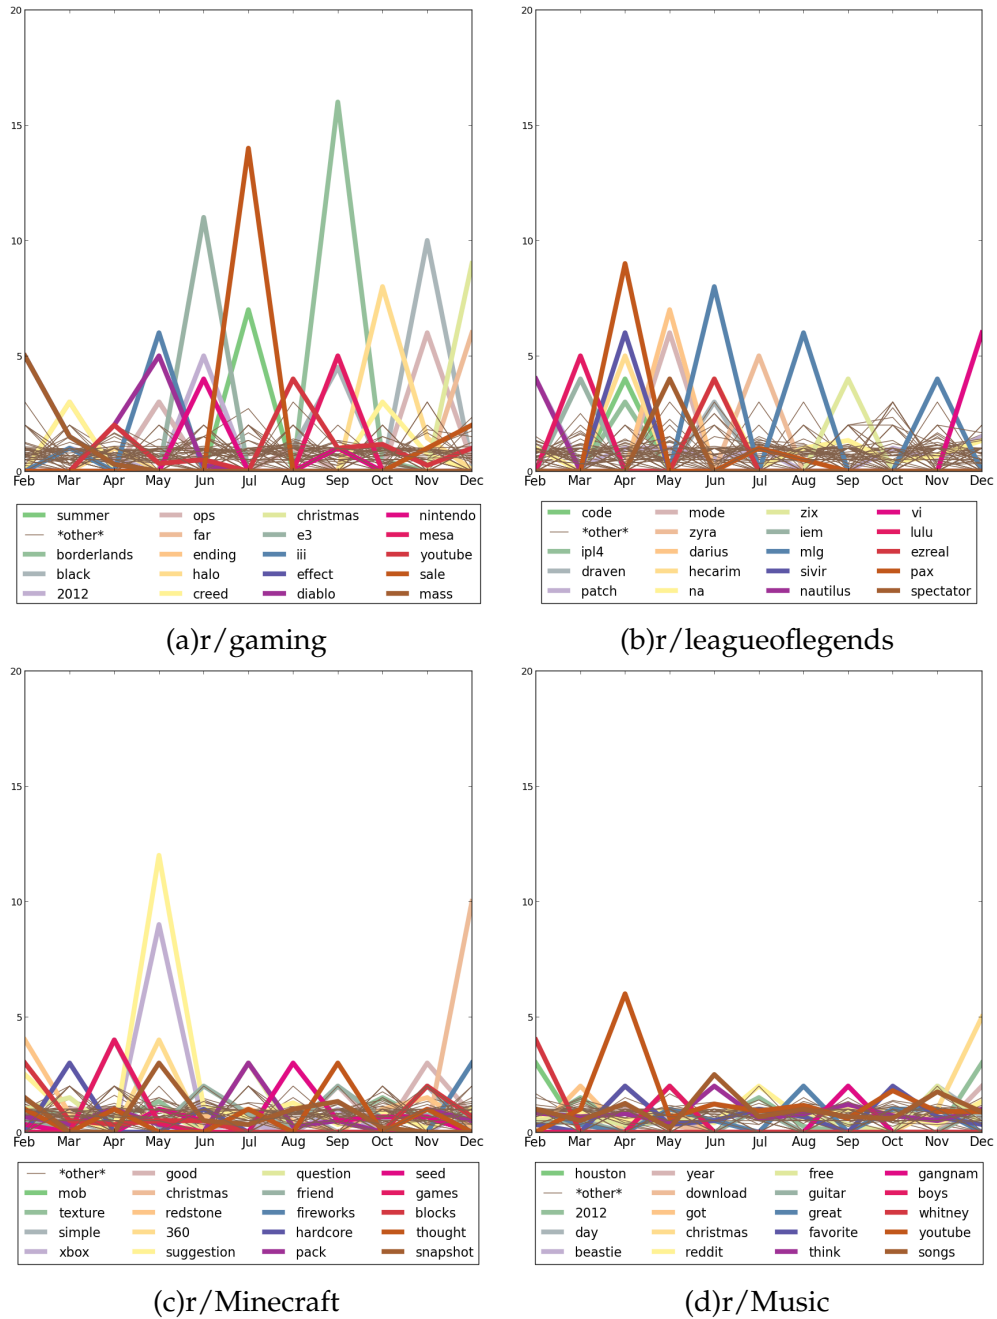 20
15
10
5
0
Feb Mar Apr May Jun Jul Aug Sep Oct Nov Dec
summer ops christmas nintendo
*other* far e3 mesa
borderlands ending iii youtube
black halo effect sale
2012 creed diablo mass
(a)r/gaming
20
15
10
5
0
Feb Mar Apr May Jun Jul Aug Sep Oct Nov Dec
code mode zix vi
*other* zyra iem lulu
ipl4 darius mlg ezreal
draven hecarim sivir pax
patch na nautilus spectator
(b)r/leagueoflegends
20
15
10
5
0
Feb Mar Apr May Jun Jul Aug Sep Oct Nov Dec
*other* good question seed
mob christmas friend games
texture redstone fireworks blocks
simple 360 hardcore thought
xbox suggestion pack snapshot
(c)r/Minecraft
20
15
10
5
0
Feb Mar Apr May Jun Jul Aug Sep Oct Nov Dec
houston year free gangnam
*other* download guitar boys
2012 got great whitney
day christmas favorite youtube
beastie reddit think songs
(d)r/Music